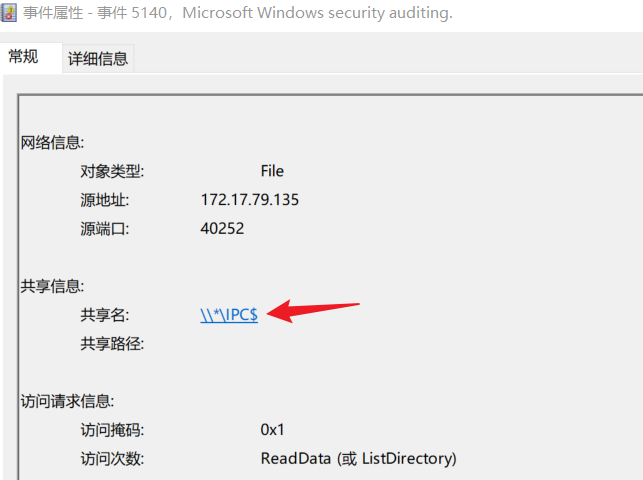 事件属性 - 事件 5140，Microsoft Windows security auditing.
常规 详细信息
网络信息:
对象类型: File
源地址: 172.17.79.135
源端口: 40252
共享信息:
共享名: \\*\IPC$
共享路径:
访问请求信息:
访问掩码: 0x1
访问次数: ReadData (或 ListDirectory)